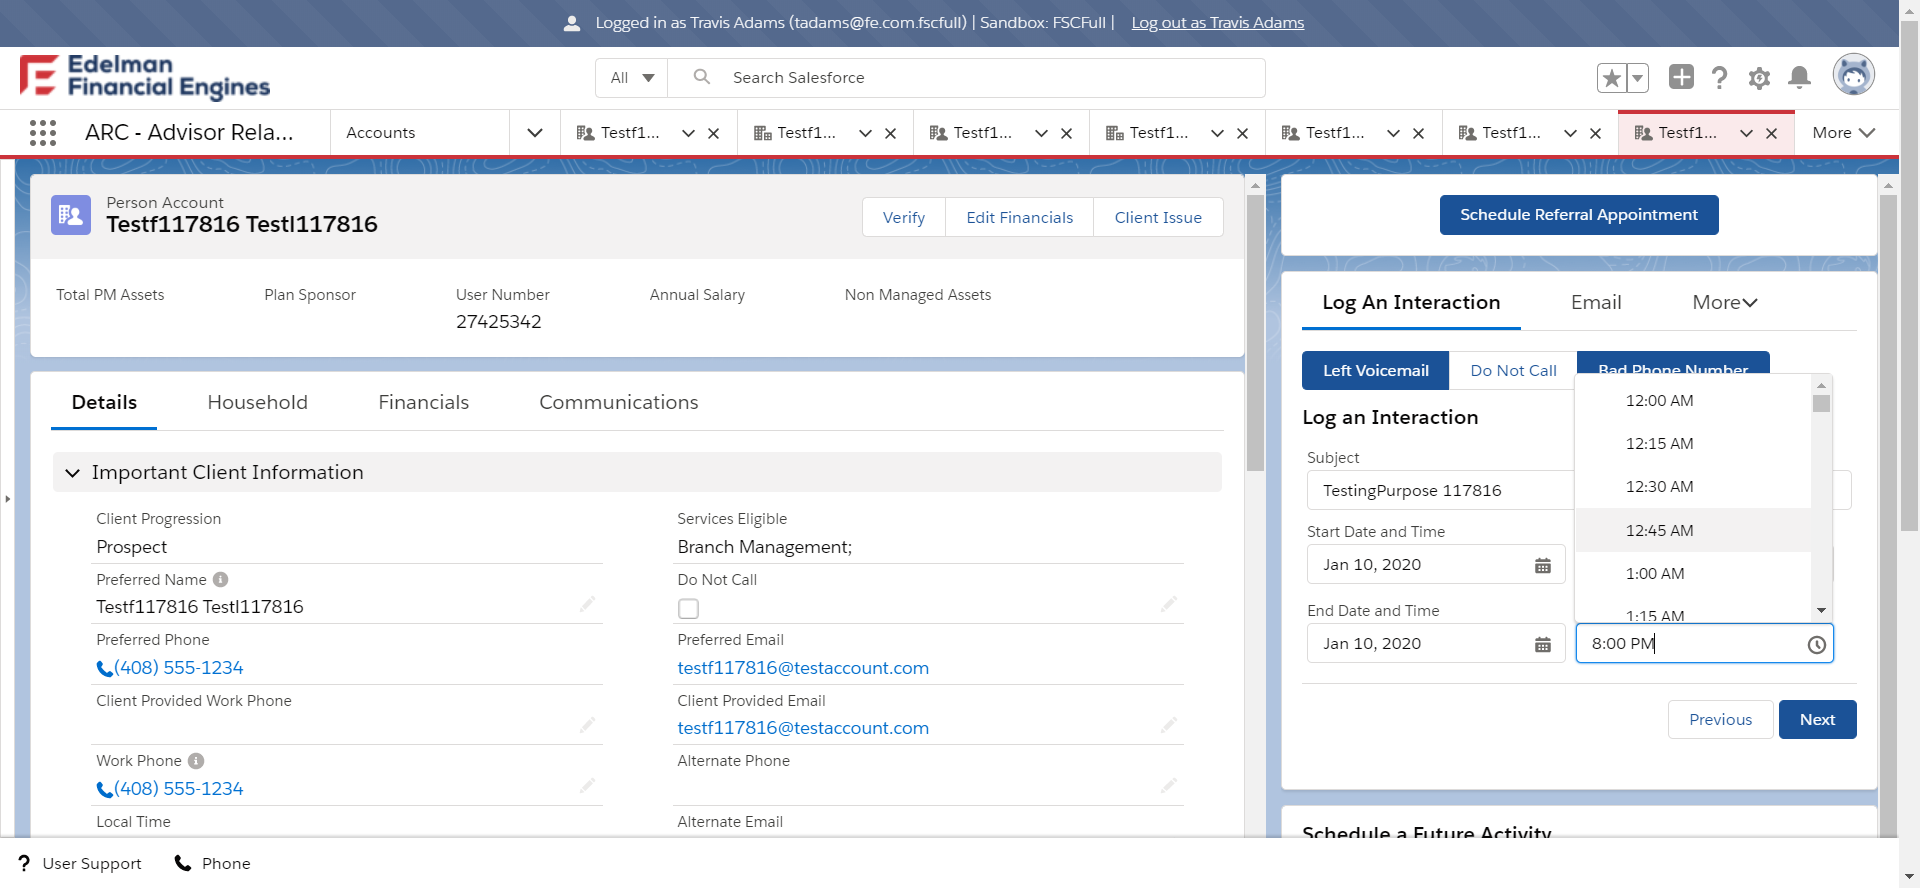 Logged in as Travis Adams (tadams@fe.com.fscfull) | Sandbox: FSCFull | Log out as Travis Adams
Edelman
Financial Engines
All
Search Salesforce
ARC - Advisor Rela...
Accounts
Testf1...
Testf1...
Testf1...
Testf1...
Testf1...
Testf1...
Testf1...
More
Person Account
Testf117816 Testl117816
Verify
Edit Financials
Client Issue
Total PM Assets
Plan Sponsor
User Number
27425342
Annual Salary
Non Managed Assets
Details
Household
Financials
Communications
Important Client Information
Client Progression
Prospect
Services Eligible
Branch Management;
Preferred Name
Testf117816 Testl117816
Do Not Call
Preferred Phone
(408) 555-1234
Preferred Email
testf117816@testaccount.com
Client Provided Work Phone
Client Provided Email
testf117816@testaccount.com
Work Phone
(408) 555-1234
Alternate Phone
Local Time
Alternate Email
Schedule Referral Appointment
Log An Interaction
Email
More
Left Voicemail
Do Not Call
Bad Phone Number
Log an Interaction
Subject
TestingPurpose 117816
Start Date and Time
Jan 10, 2020
End Date and Time
Jan 10, 2020
12:00 AM
12:15 AM
12:30 AM
12:45 AM
1:00 AM
1:15 AM
8:00 PM
Previous
Next
Schedule a Future Activity
User Support
Phone